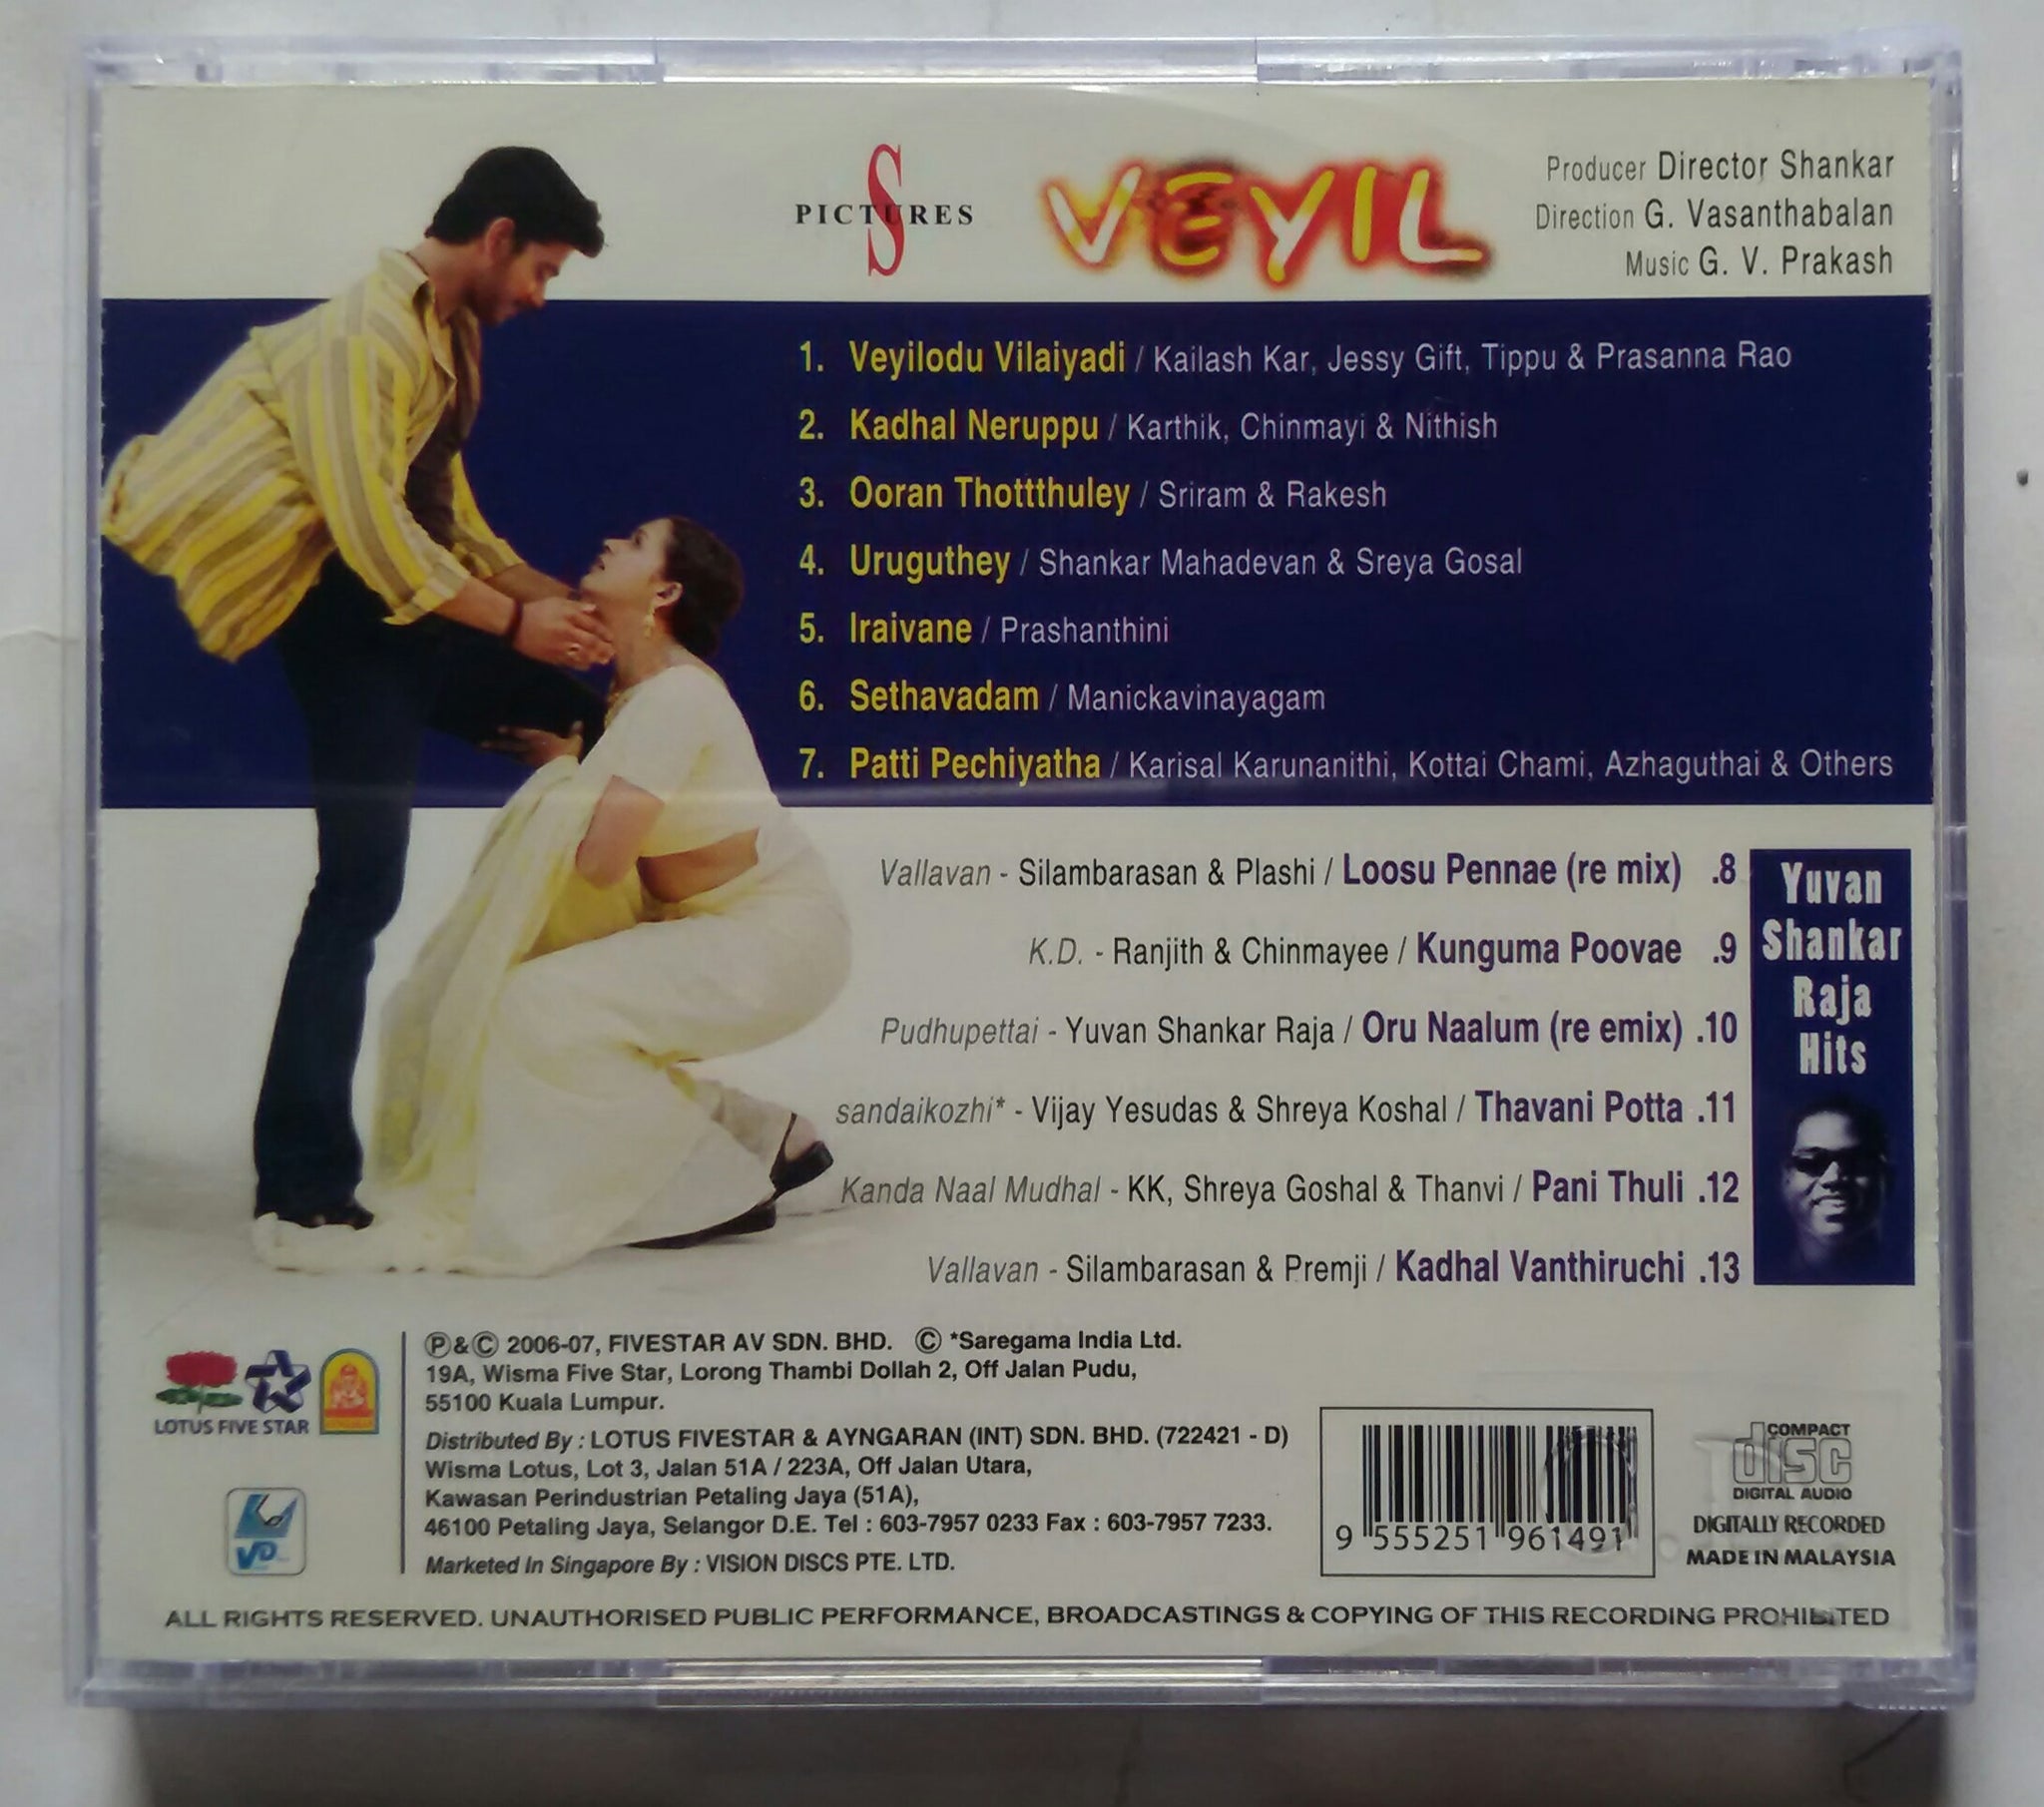 S
PICTURES
VEYIL
Producer Director Shankar
Direction G. Vasanthabalan
Music G. V. Prakash
1. Veyilodu Vilaiyadi / Kailash Kar, Jessy Gift, Tippu & Prasanna Rao
2. Kadhal Neruppu / Karthik, Chinmayi & Nithish
3. Ooran Thottthuley / Sriram & Rakesh
4. Uruguthey / Shankar Mahadevan & Sreya Gosal
5. Iraivane / Prashanthini
6. Sethavadam / Manickavinayagam
7. Patti Pechiyatha / Karisal Karunanithi, Kottai Chami, Azhaguthai & Others
Vallavan - Silambarasan & Plashi / Loosu Pennae (re mix) .8
K.D. - Ranjith & Chinmayee / Kunguma Poovae .9
Pudhupettai - Yuvan Shankar Raja / Oru Naalum (re emix) .10
sandaikozhi* - Vijay Yesudas & Shreya Koshal / Thavani Potta .11
Kanda Naal Mudhal - KK, Shreya Goshal & Thanvi / Pani Thuli .12
Vallavan - Silambarasan & Premji / Kadhal Vanthiruchi .13
Yuvan
Shankar
Raja
Hits
LOTUS FIVE STAR
VD
Ⓟ&© 2006-07, FIVESTAR AV SDN. BHD. © *Saregama India Ltd.
19A, Wisma Five Star, Lorong Thambi Dollah 2, Off Jalan Pudu,
55100 Kuala Lumpur.
Distributed By : LOTUS FIVESTAR & AYNGARAN (INT) SDN. BHD. (722421 - D)
Wisma Lotus, Lot 3, Jalan 51A / 223A, Off Jalan Utara,
Kawasan Perindustrian Petaling Jaya (51A),
46100 Petaling Jaya, Selangor D.E. Tel : 603-7957 0233 Fax : 603-7957 7233.
Marketed In Singapore By : VISION DISCS PTE. LTD.
9 555251 961491
COMPACT
disc
DIGITAL AUDIO
DIGITALLY RECORDED
MADE IN MALAYSIA
ALL RIGHTS RESERVED. UNAUTHORISED PUBLIC PERFORMANCE, BROADCASTINGS & COPYING OF THIS RECORDING PROHIBITED